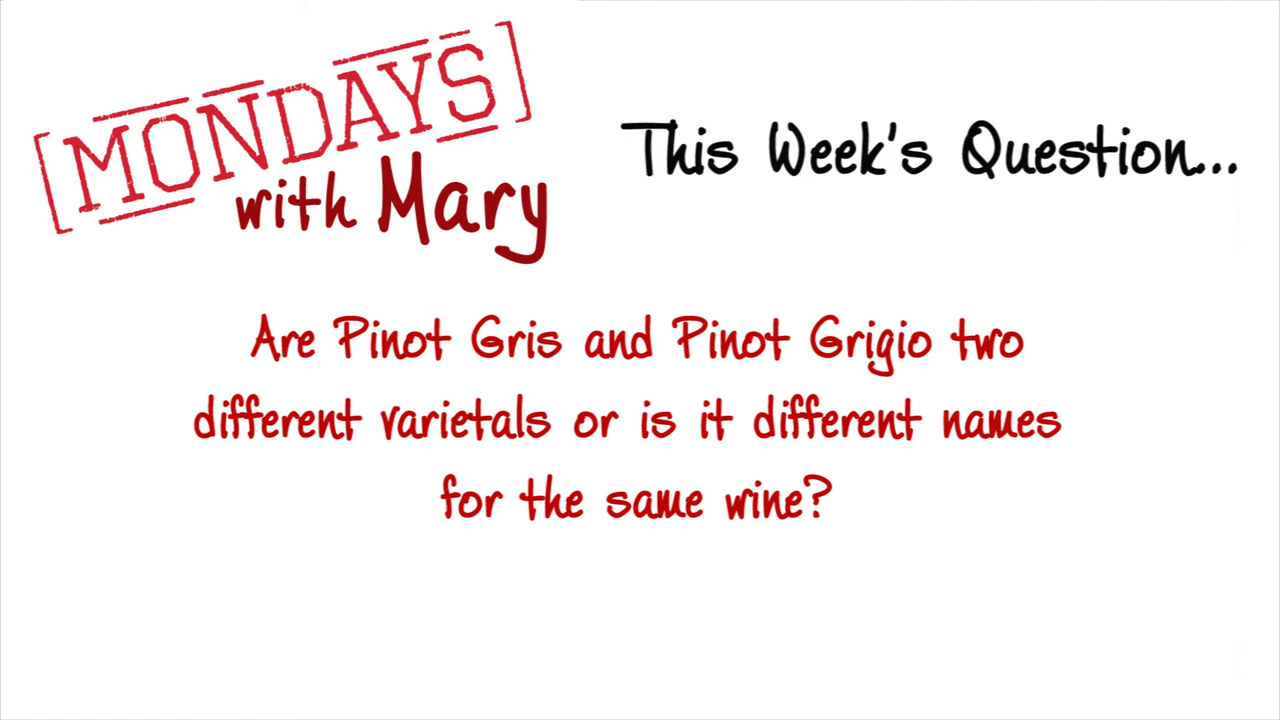 [MONDAYS]
with Mary
This Week's Question...
Are Pinot Gris and Pinot Grigio two
different varietals or is it different names
for the same wine?